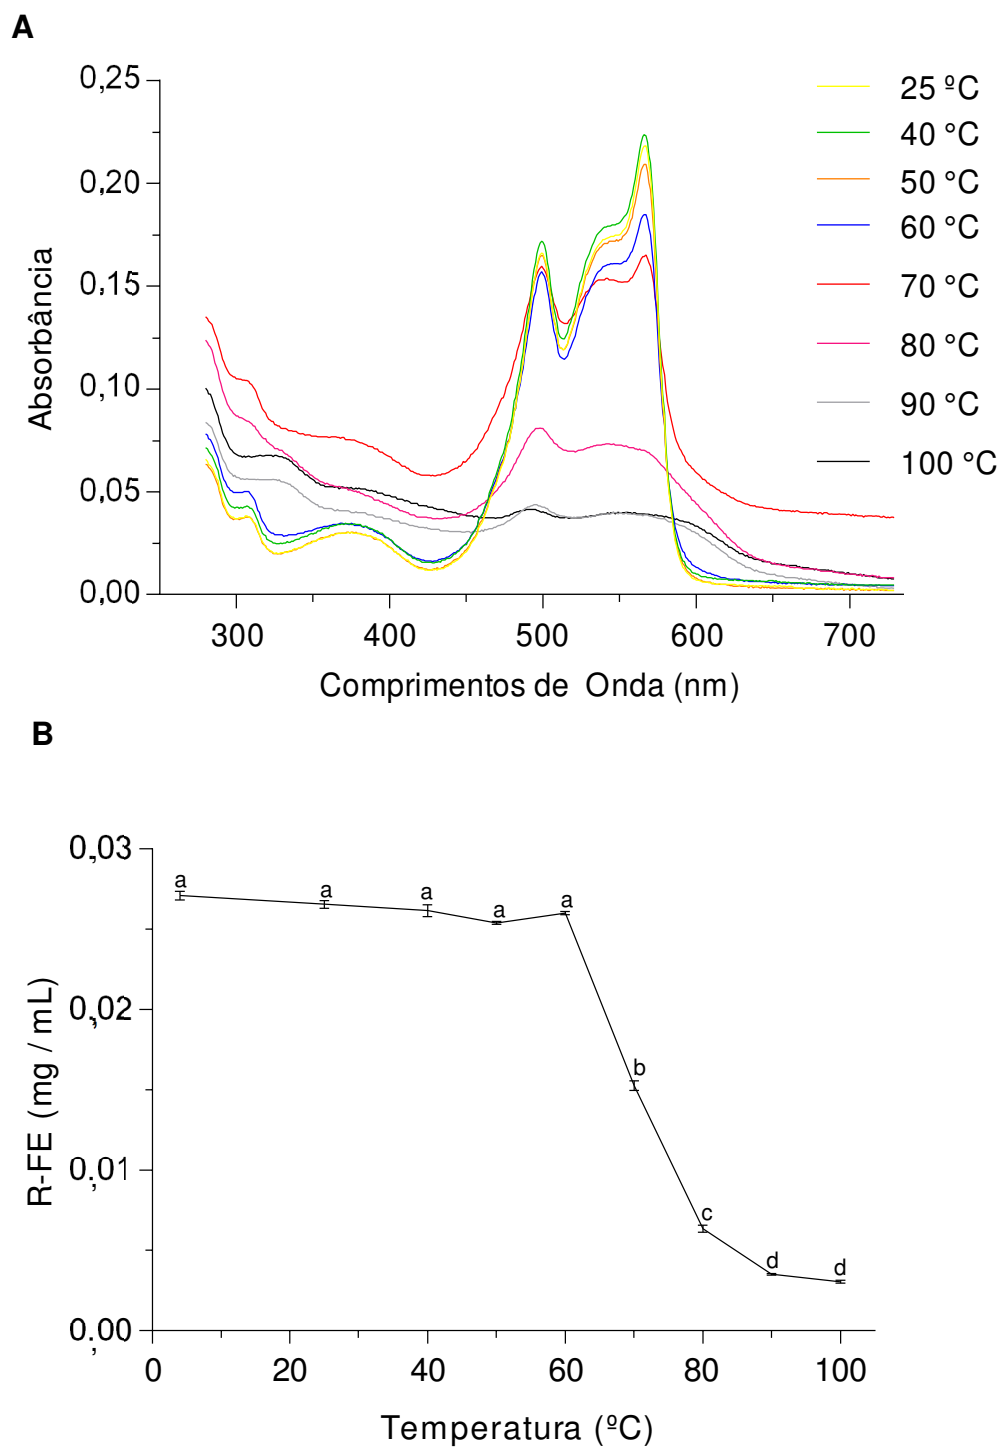 A
0,25
0,20
0,15
0,10
0,05
0,00
Absorbância
300 400 500 600 700
Comprimentos de Onda (nm)
25 ºC
40 °C
50 °C
60 °C
70 °C
80 °C
90 °C
100 °C
B
0,03
0,02
0,01
0,00
R-FE (mg / mL)
a a a a a b c d d
0 20 40 60 80 100
Temperatura (ºC)